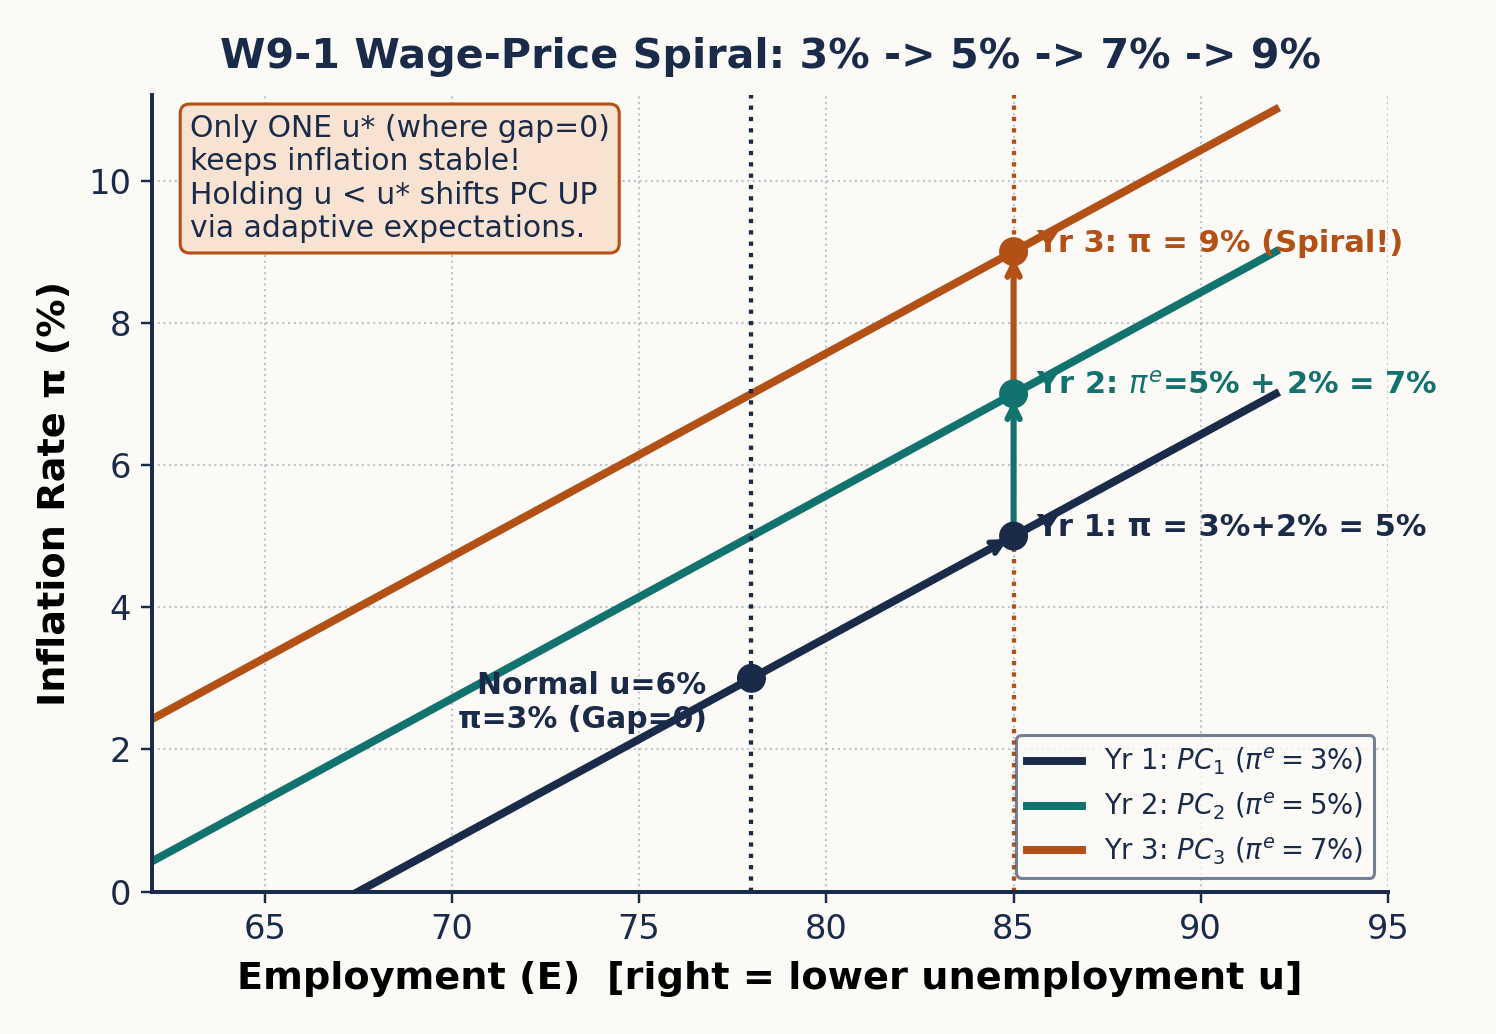 W9-1 Wage-Price Spiral: 3% -> 5% -> 7% -> 9%
Only ONE u* (where gap=0)
keeps inflation stable!
Holding u < u* shifts PC UP
via adaptive expectations.
Inflation Rate π (%)
10
8
6
4
2
0
Yr 3: π = 9% (Spiral!)
Yr 2: πᵉ=5% + 2% = 7%
Yr 1: π = 3%+2% = 5%
Normal u=6%
π=3% (Gap=0)
Yr 1: PC₁ (πᵉ = 3%)
Yr 2: PC₂ (πᵉ = 5%)
Yr 3: PC₃ (πᵉ = 7%)
65 70 75 80 85 90 95
Employment (E) [right = lower unemployment u]